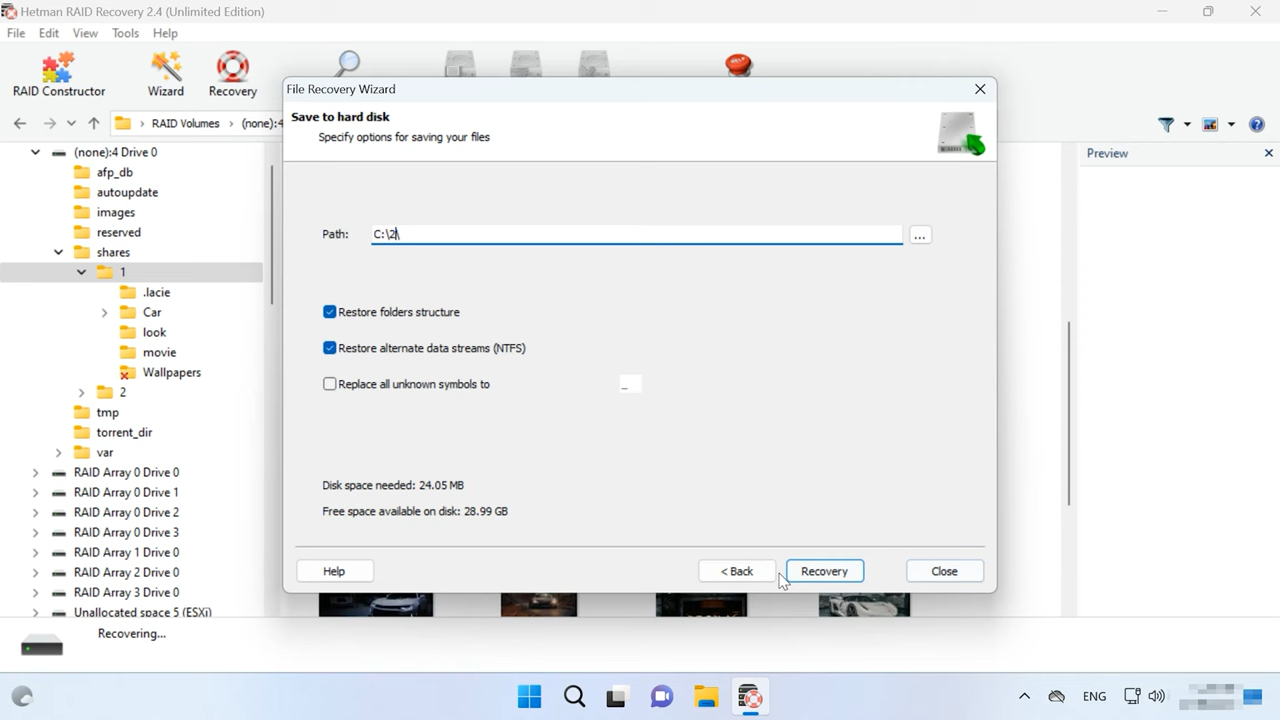 Hetman RAID Recovery 2.4 (Unlimited Edition)
File Edit View Tools Help
RAID Constructor Wizard Recovery
RAID Volumes (none):4
File Recovery Wizard
Save to hard disk
Specify options for saving your files
Path: C:\2\
...
Restore folders structure
Restore alternate data streams (NTFS)
Replace all unknown symbols to _
Disk space needed: 24.05 MB
Free space available on disk: 28.99 GB
Help < Back Recovery Close
Preview
(none):4 Drive 0
afp_db
autoupdate
images
reserved
shares
1
.lacie
Car
look
movie
Wallpapers
2
tmp
torrent_dir
var
RAID Array 0 Drive 0
RAID Array 0 Drive 1
RAID Array 0 Drive 2
RAID Array 0 Drive 3
RAID Array 1 Drive 0
RAID Array 2 Drive 0
RAID Array 3 Drive 0
Unallocated space 5 (ESXi)
Recovering...
ENG